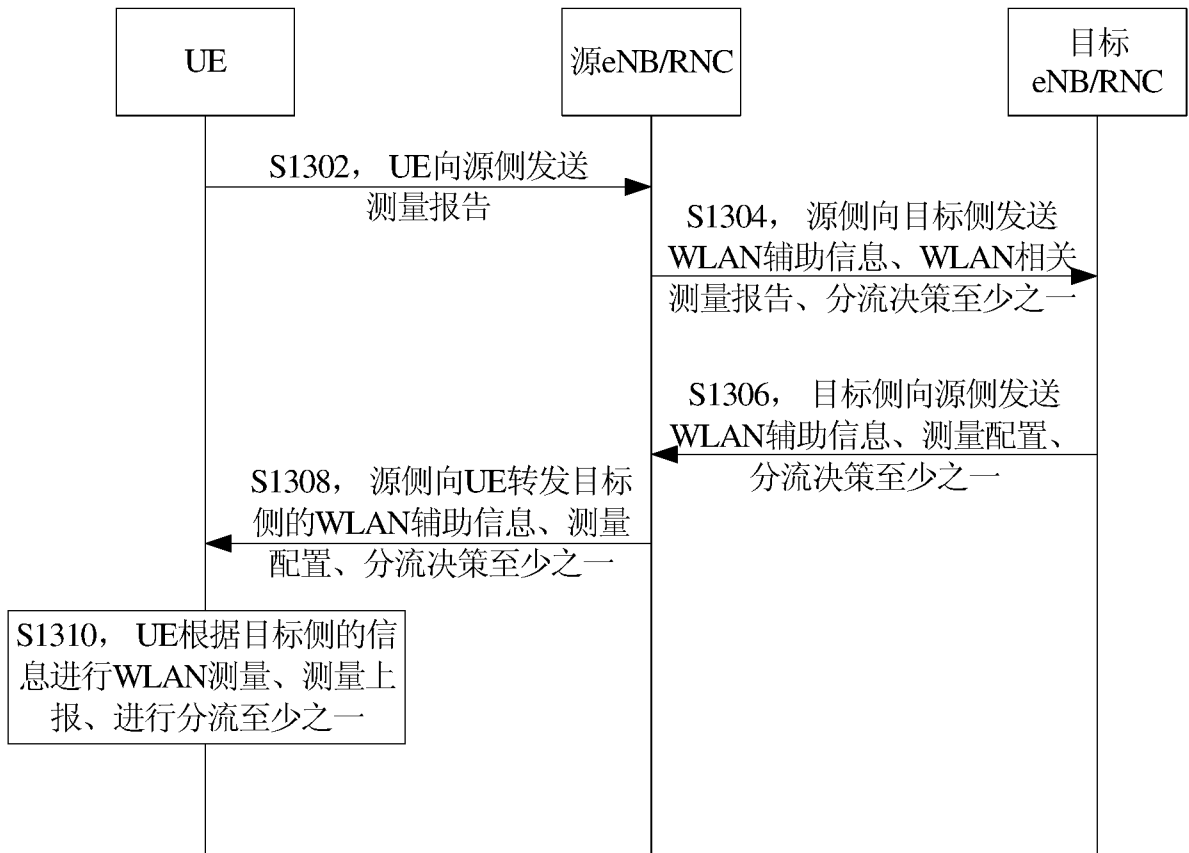 UE
源eNB/RNC
目标
eNB/RNC
S1302， UE向源侧发送
测量报告
S1304， 源侧向目标侧发送
WLAN辅助信息、WLAN相关
测量报告、分流决策至少之一
S1306， 目标侧向源侧发送
WLAN辅助信息、测量配置、
分流决策至少之一
S1308， 源侧向UE转发目标
侧的WLAN辅助信息、测量
配置、分流决策至少之一
S1310， UE根据目标侧的信
息进行WLAN测量、测量上
报、进行分流至少之一